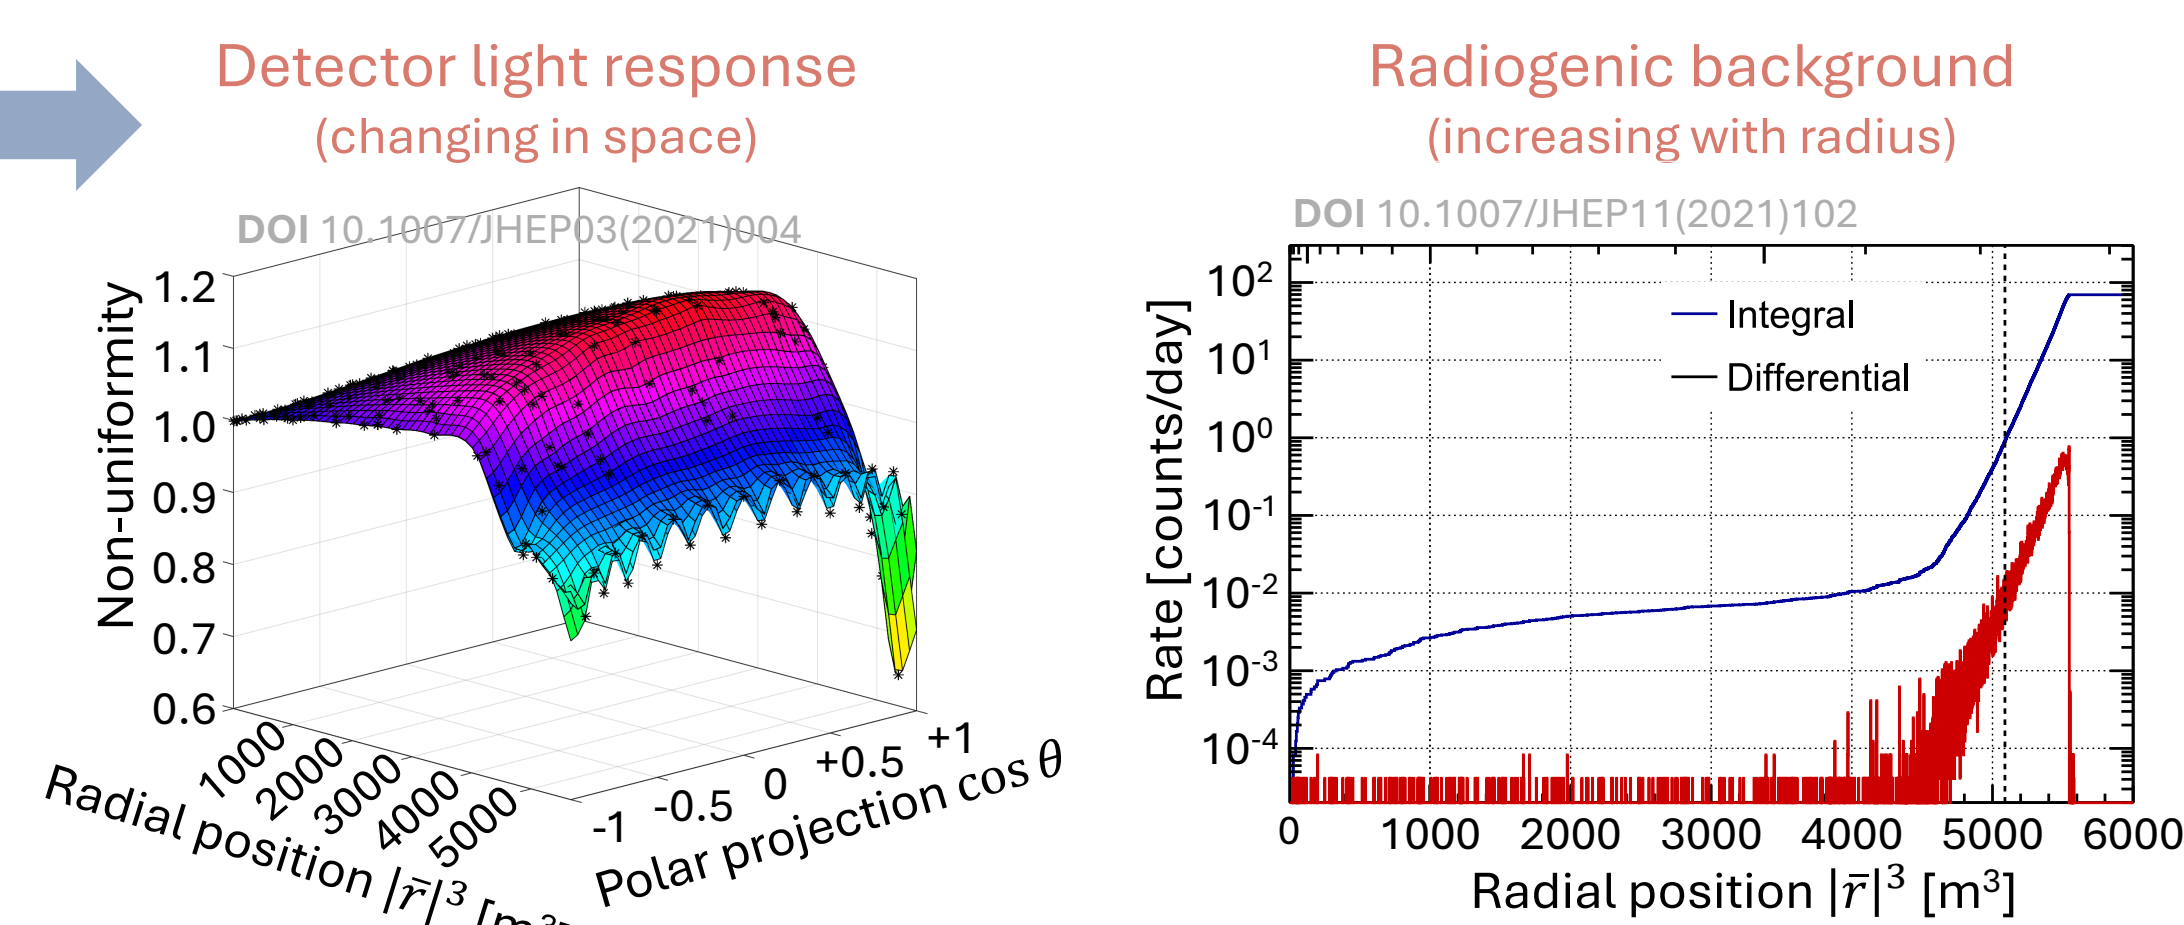 Detector light response
(changing in space)
DOI 10.1007/JHEP03(2021)004
Non-uniformity
1.2
1.1
1.0
0.9
0.8
0.7
0.6
1000
2000
3000
4000
5000
Radial position |r̄|³ [m³]
-1
-0.5
0
+0.5
+1
Polar projection cos θ
Radiogenic background
(increasing with radius)
DOI 10.1007/JHEP11(2021)102
Rate [counts/day]
10²
10¹
10⁰
10⁻¹
10⁻²
10⁻³
10⁻⁴
Integral
Differential
0 1000 2000 3000 4000 5000 6000
Radial position |r̄|³ [m³]